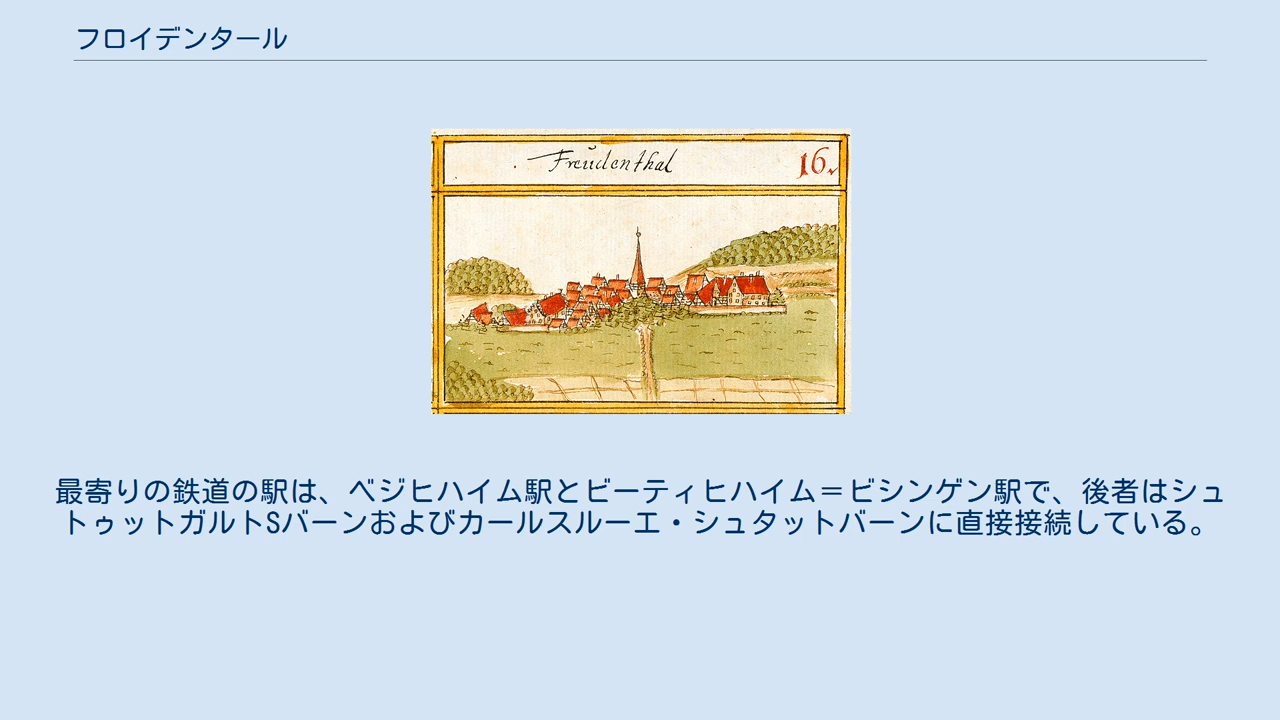 フロイデンタール
Freudenthal
16.
最寄りの鉄道の駅は、ベジヒハイム駅とビーティヒハイム＝ビシンゲン駅で、後者はシュ
トゥットガルトSバーンおよびカールスルーエ・シュタットバーンに直接接続している。